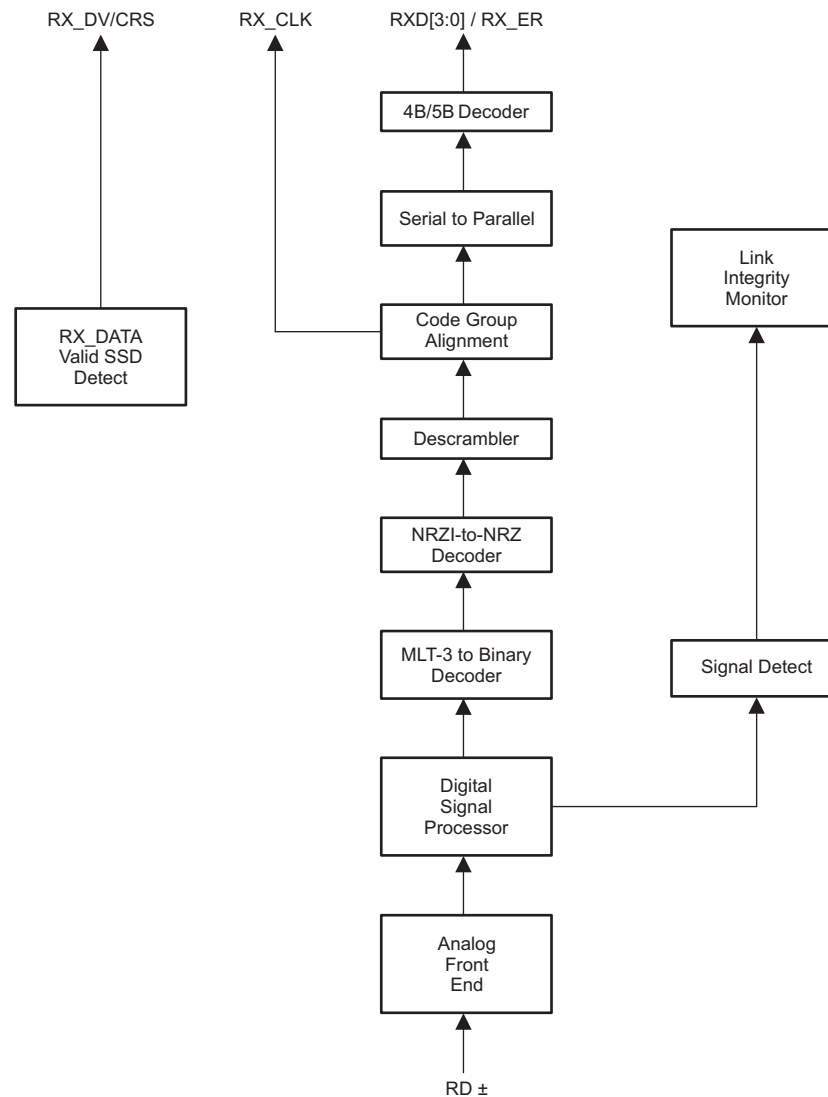 RX_DV/CRS
RX_CLK
RXD[3:0] / RX_ER
4B/5B Decoder
Serial to Parallel
Link
Integrity
Monitor
RX_DATA
Valid SSD
Detect
Code Group
Alignment
Descrambler
NRZI-to-NRZ
Decoder
MLT-3 to Binary
Decoder
Signal Detect
Digital
Signal
Processor
Analog
Front
End
RD ±